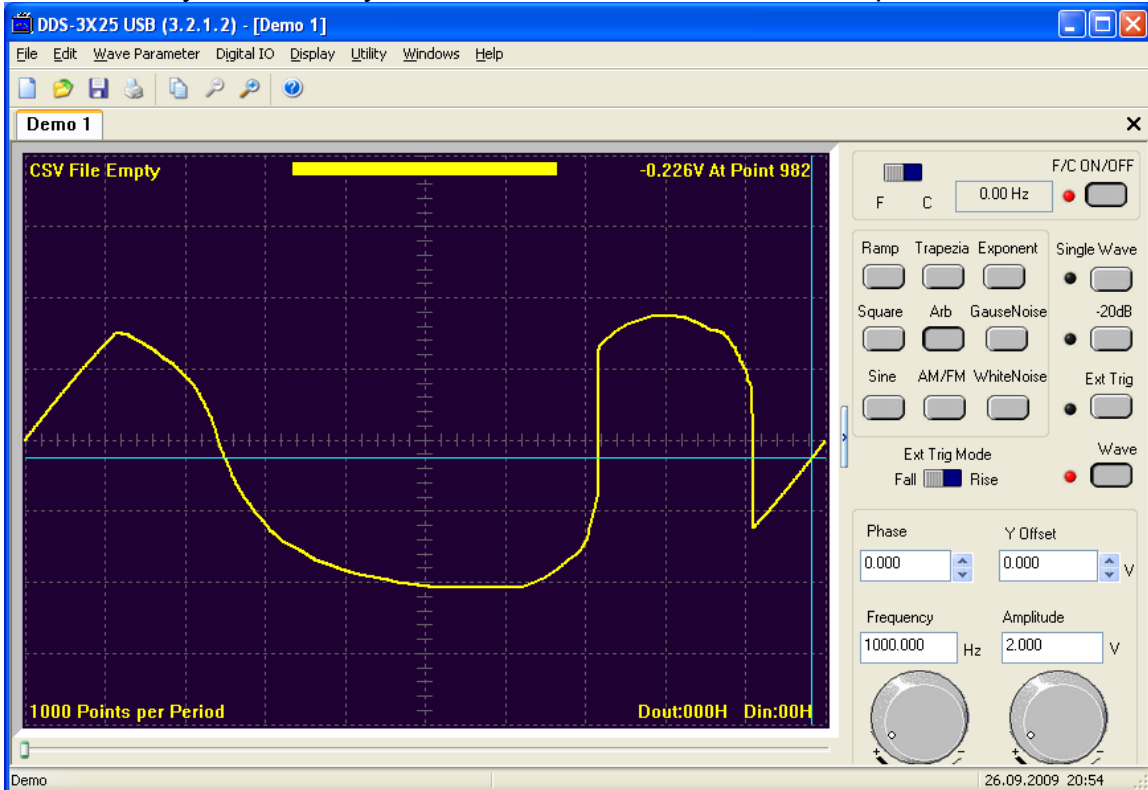 DDS-3X25 USB (3.2.1.2) - [Demo 1]
File Edit Wave Parameter Digital IO Display Utility Windows Help
Demo 1
CSV File Empty
-0.226V At Point 982
F/C ON/OFF
F C
0.00 Hz
Ramp Trapezia Exponent Single Wave
Square Arb GauseNoise -20dB
Sine AM/FM WhiteNoise Ext Trig
Ext Trig Mode
Fall Rise
Wave
Phase Y Offset
0.000 0.000 V
Frequency Amplitude
1000.000 Hz 2.000 V
1000 Points per Period
Dout:000H Din:00H
+ - + -
Demo
26.09.2009 20:54